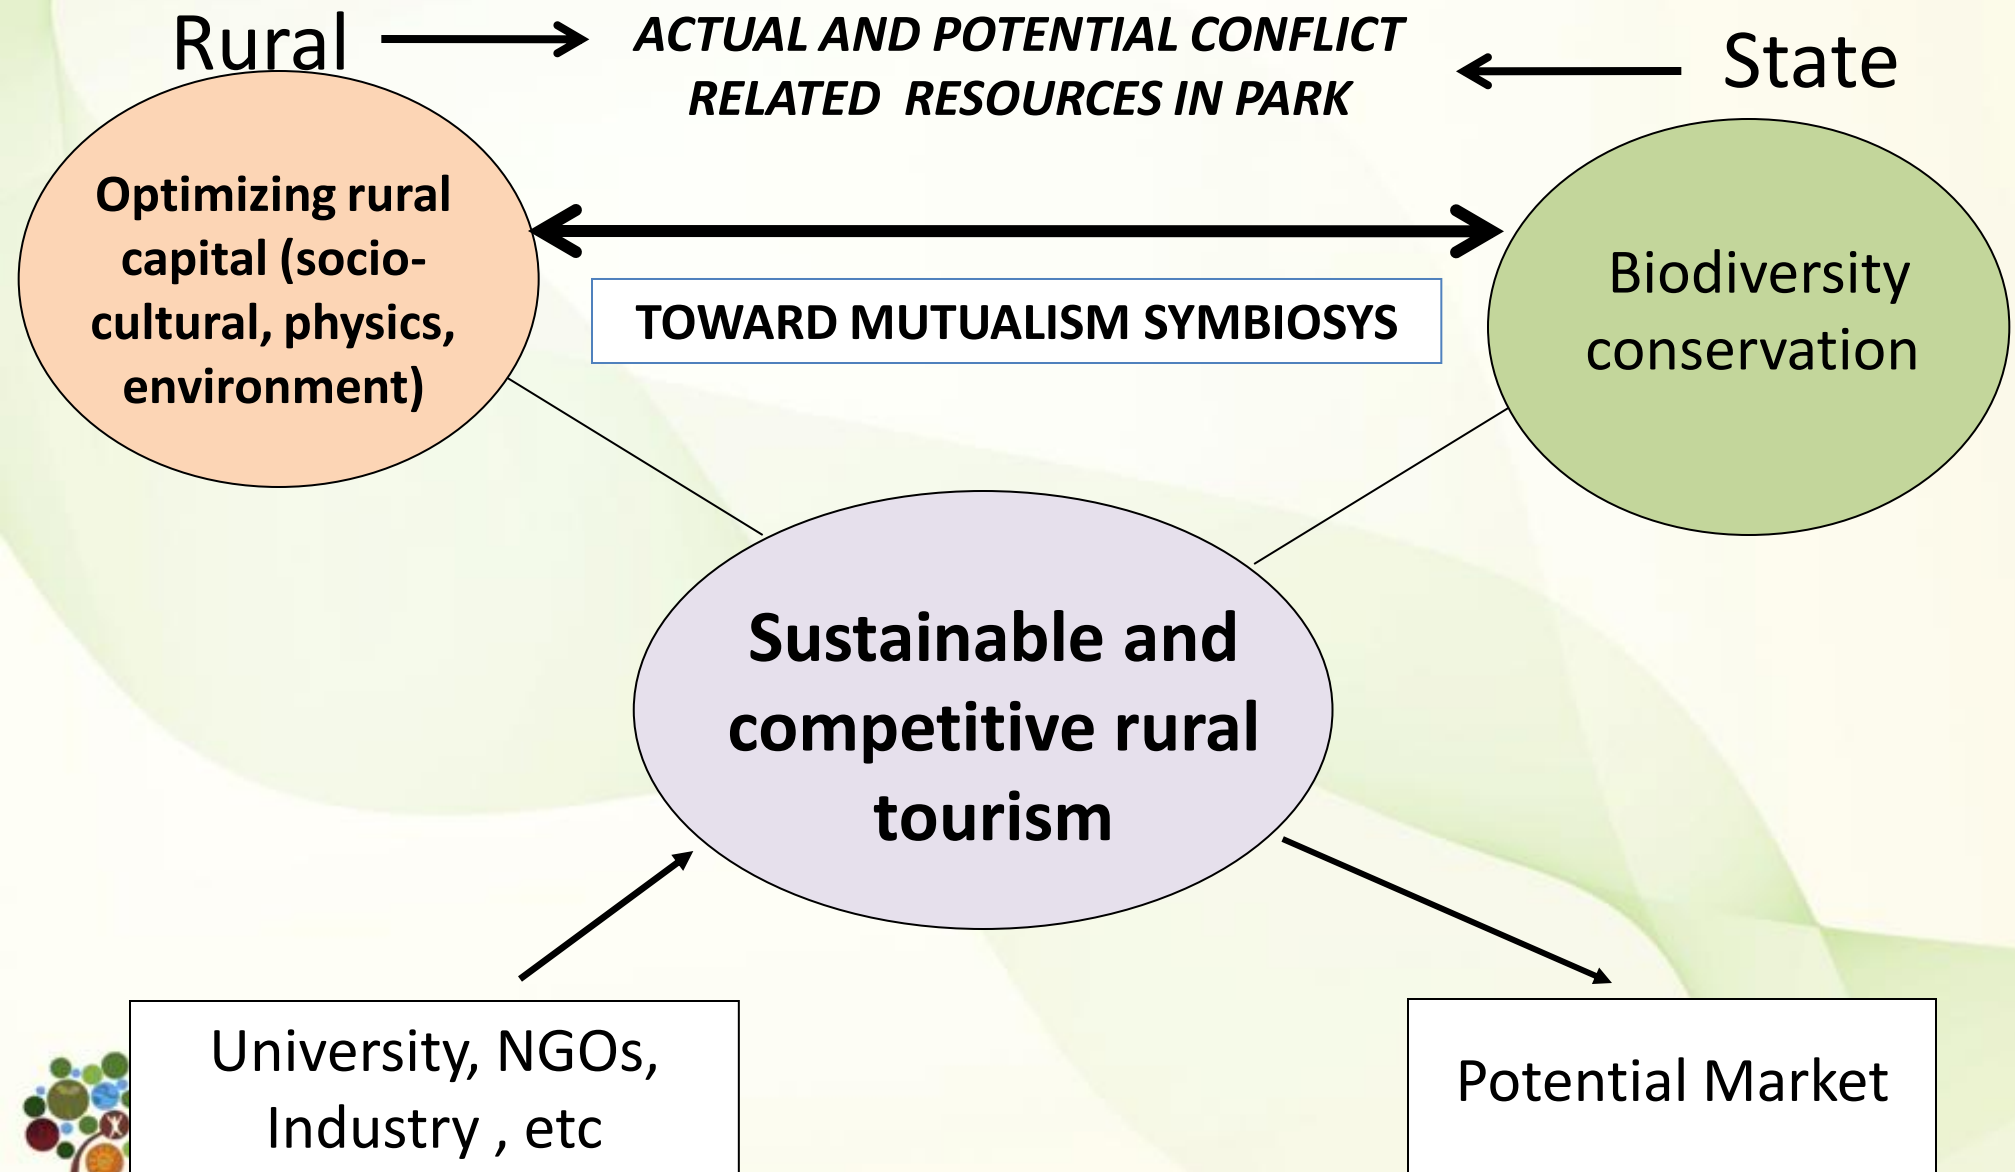 Rural
ACTUAL AND POTENTIAL CONFLICT
RELATED RESOURCES IN PARK
State
Optimizing rural
capital (socio-
cultural, physics,
environment)
TOWARD MUTUALISM SYMBIOSYS
Biodiversity
conservation
Sustainable and
competitive rural
tourism
University, NGOs,
Industry , etc
Potential Market